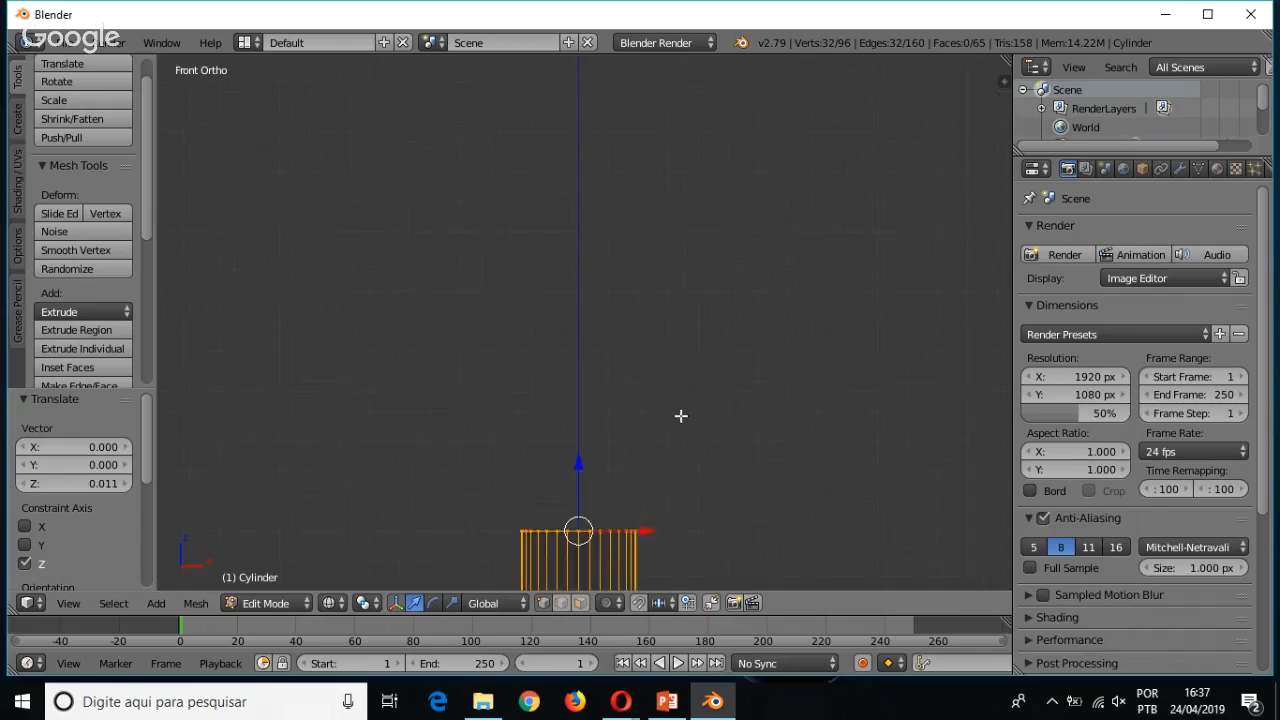 Blender
Google
Window Help Default Scene Blender Render v2.79 | Verts:32/96 | Edges:32/160 | Faces:0/65 | Tris:158 | Mem:14.22M | Cylinder
Front Ortho
Tools
Create
Shading / UVs
Options
Grease Pencil
Translate
Rotate
Scale
Shrink/Fatten
Push/Pull
Mesh Tools
Deform:
Slide Ed Vertex
Noise
Smooth Vertex
Randomize
Add:
Extrude
Extrude Region
Extrude Individual
Inset Faces
Make Edge/Face
Translate
Vector
X: 0.000
Y: 0.000
Z: 0.011
Constraint Axis
X
Y
Z
Orientation
z
x
(1) Cylinder
View Select Add Mesh Edit Mode Global
-40 -20 0 20 40 60 80 100 120 140 160 180 200 220 240 260
View Marker Frame Playback Start: 1 End: 250 1 No Sync
View Search All Scenes
Scene
RenderLayers |
World
Scene
Render
Render Animation Audio
Display: Image Editor
Dimensions
Render Presets
Resolution: Frame Range:
X: 1920 px Start Frame: 1
Y: 1080 px End Frame: 250
50% Frame Step: 1
Aspect Ratio: Frame Rate:
X: 1.000 24 fps
Y: 1.000 Time Remapping:
Bord Crop : 100 : 100
Anti-Aliasing
5 8 11 16 Mitchell-Netravali
Full Sample Size: 1.000 px
Sampled Motion Blur
Shading
Performance
Post Processing
Digite aqui para pesquisar
POR
PTB
16:37
24/04/2019
2